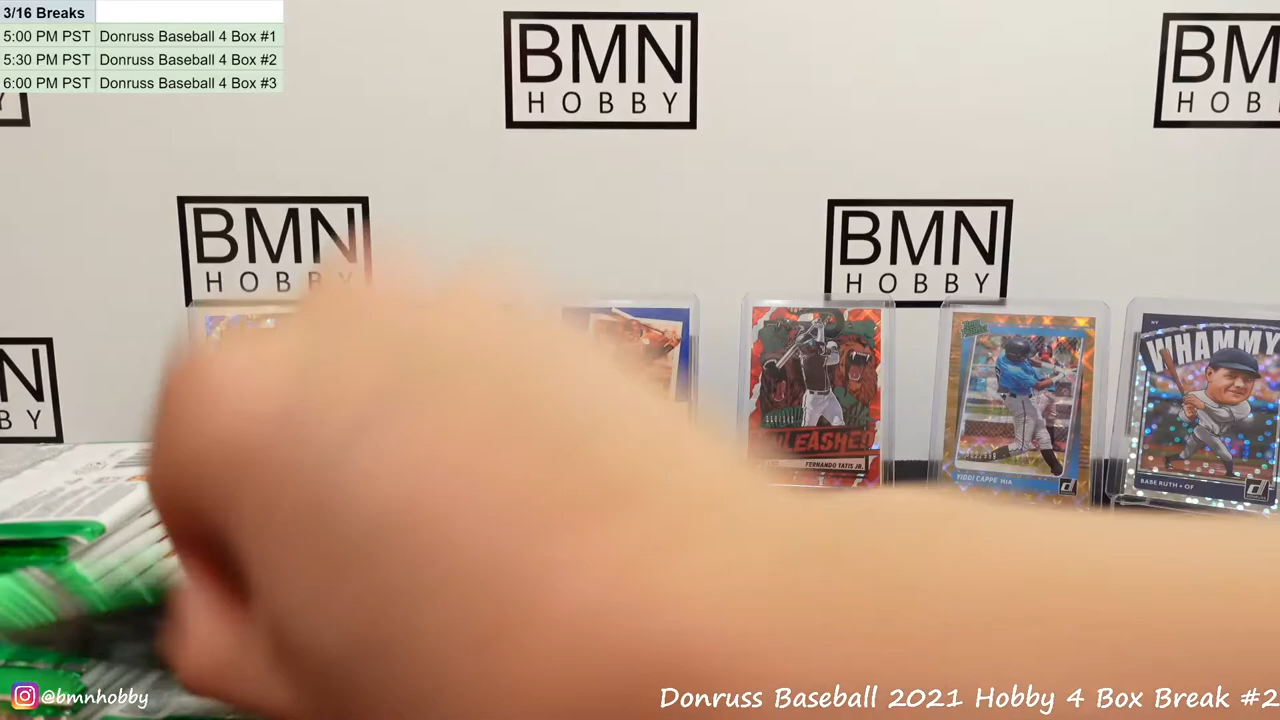 3/16 Breaks
5:00 PM PST Donruss Baseball 4 Box #1
5:30 PM PST Donruss Baseball 4 Box #2
6:00 PM PST Donruss Baseball 4 Box #3
BMN
HOBBY
BM
HO
Y
BMN
HOBBY
BMN
HOBBY
N
BY
UNLEASHED
FERNANDO TATIS JR.
YIDDI CAPPE MIA
NY
WHAMMY
BABE RUTH • OF
@bmnhobby
Donruss Baseball 2021 Hobby 4 Box Break #2